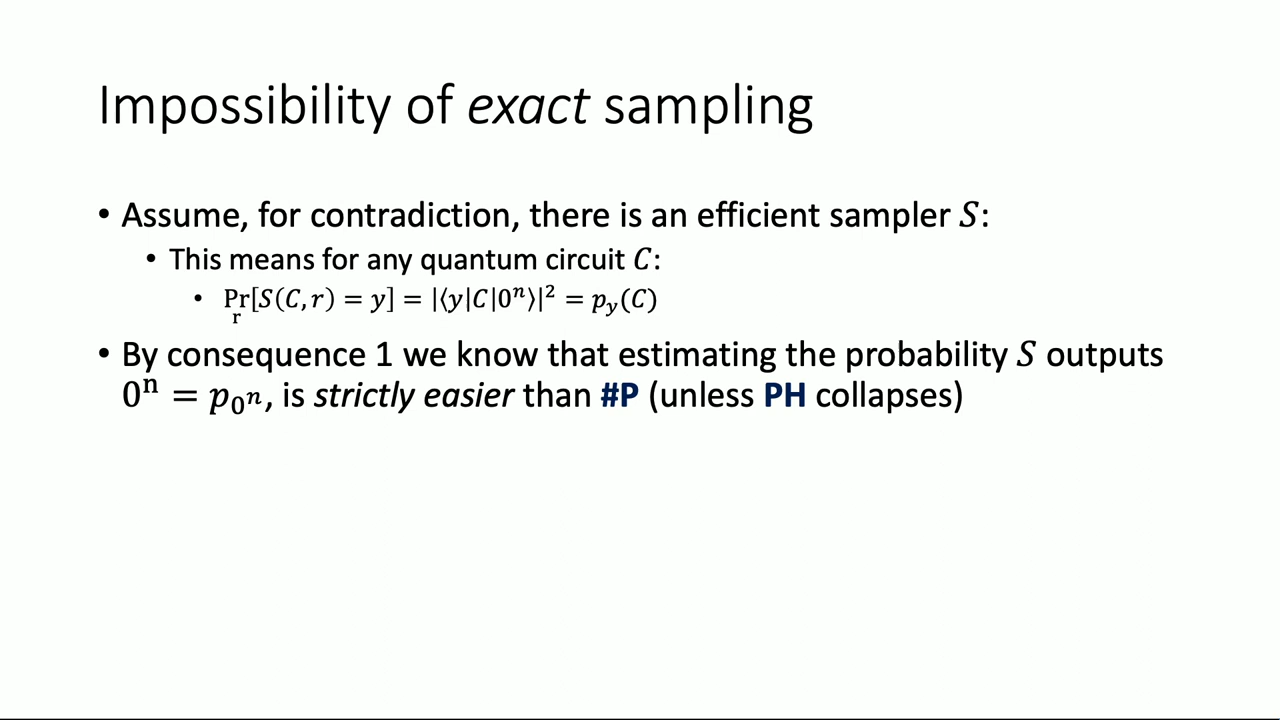 Impossibility of exact sampling
• Assume, for contradiction, there is an efficient sampler 𝑆:
• This means for any quantum circuit 𝐶:
• Pr_r[𝑆(𝐶, 𝑟) = 𝑦] = |⟨𝑦|𝐶|0ⁿ⟩|² = 𝑝_𝑦(𝐶)
• By consequence 1 we know that estimating the probability 𝑆 outputs
0ⁿ = 𝑝_{0ⁿ}, is strictly easier than #P (unless PH collapses)